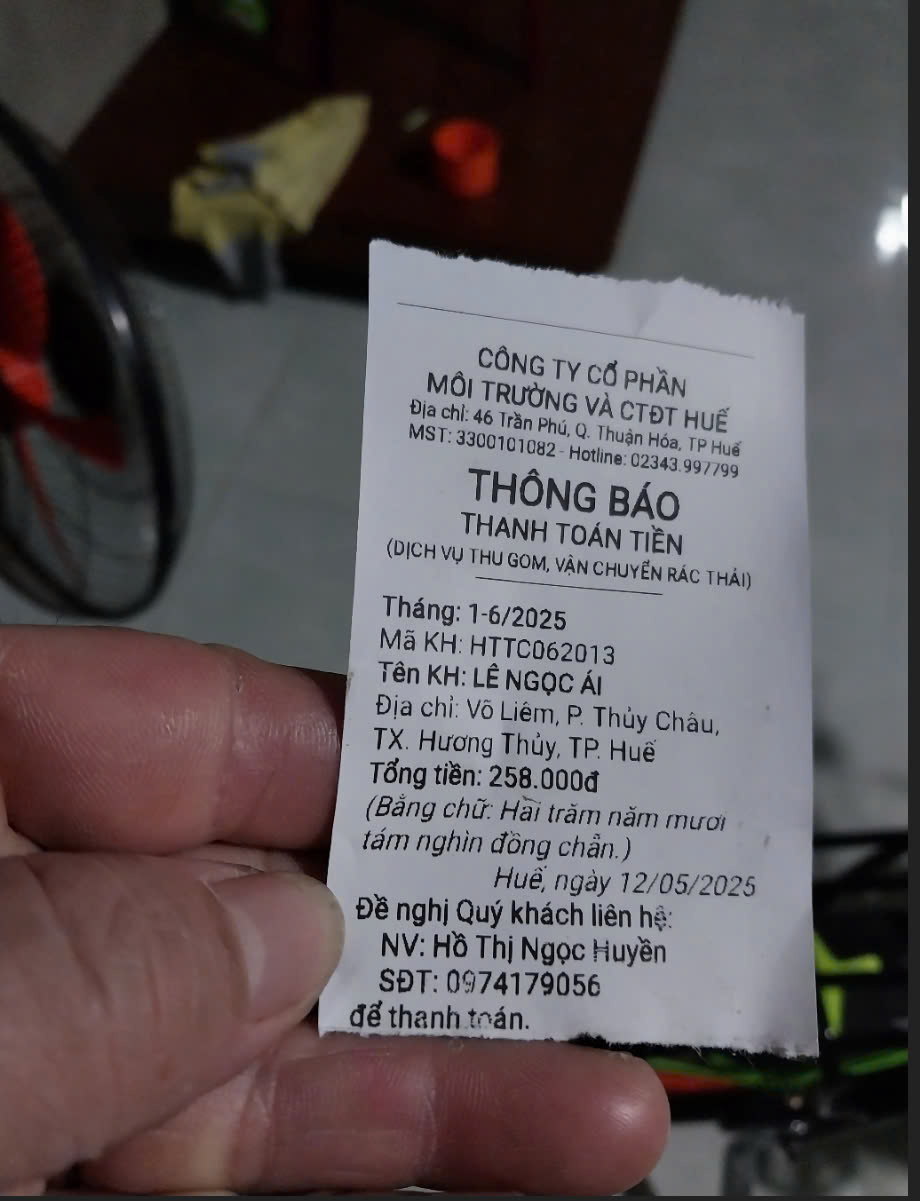 CÔNG TY CỔ PHẦN
MÔI TRƯỜNG VÀ CTĐT HUẾ
Địa chỉ: 46 Trần Phú, Q. Thuận Hóa, TP Huế
MST: 3300101082 - Hotline: 02343.997799
THÔNG BÁO
THANH TOÁN TIỀN
(DỊCH VỤ THU GOM, VẬN CHUYỂN RÁC THẢI)
Tháng: 1-6/2025
Mã KH: HTTC062013
Tên KH: LÊ NGỌC ÁI
Địa chỉ: Võ Liêm, P. Thủy Châu,
TX. Hương Thủy, TP. Huế
Tổng tiền: 258.000đ
(Bằng chữ: Hai trăm năm mươi
tám nghìn đồng chẵn.)
Huế, ngày 12/05/2025
Đề nghị Quý khách liên hệ:
NV: Hồ Thị Ngọc Huyền
SĐT: 0974179056
để thanh toán.